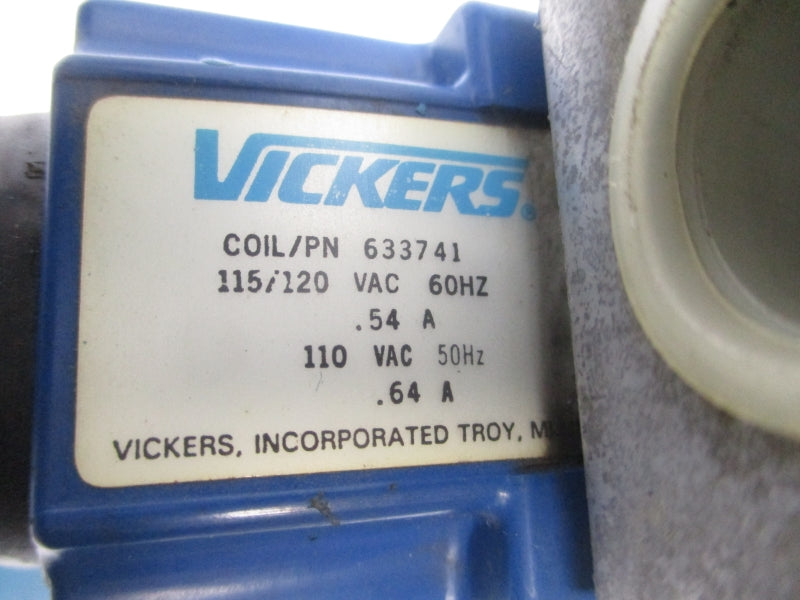 VICKERS®
COIL/PN 633741
115/120 VAC 60HZ
.54 A
110 VAC 50Hz
.64 A
VICKERS, INCORPORATED TROY,